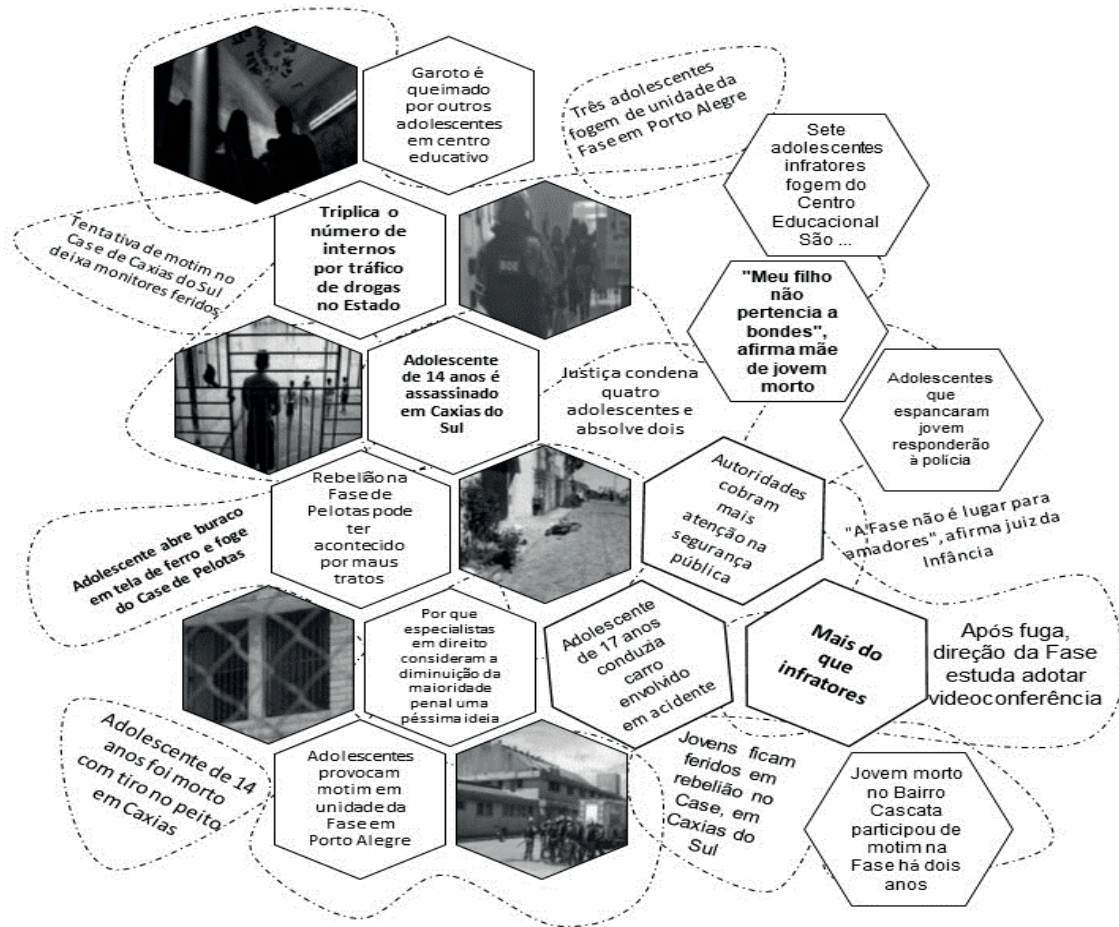 Garoto é
queimado
por outros
adolescentes
em centro
educativo
Três adolescentes
fogem de unidade da
Fase em Porto Alegre
Sete
adolescentes
infratores
fogem do
Centro
Educacional
São ...
Tentativa de motim no
Case de Caxias do Sul
deixa monitores feridos
Triplica o
número de
internos
por tráfico
de drogas
no Estado
BOE
"Meu filho
não
pertencia a
bondes",
afirma mãe
de jovem
morto
Adolescente
de 14 anos é
assassinado
em Caxias do
Sul
Justiça condena
quatro
adolescentes e
absolve dois
Adolescentes
que
espancaram
jovem
responderão
à polícia
Adolescente abre buraco
em tela de ferro e foge
do Case de Pelotas
Rebelião na
Fase de
Pelotas pode
ter
acontecido
por maus
tratos
Autoridades
cobram
mais
atenção na
segurança
pública
"A Fase não é lugar para
amadores", afirma juiz da
Infância
Por que
especialistas
em direito
consideram a
diminuição da
maioridade
penal uma
péssima ideia
Adolescente
de 17 anos
conduzia
carro
envolvido
em acidente
Mais do
que
infratores
Após fuga,
direção da Fase
estuda adotar
videoconferência
Adolescente de 14
anos foi morto
com tiro no peito
em Caxias
Adolescentes
provocam
motim em
unidade da
Fase em
Porto Alegre
Jovens ficam
feridos em
rebelião no
Case, em
Caxias do
Sul
Jovem morto
no Bairro
Cascata
participou de
motim na
Fase há dois
anos